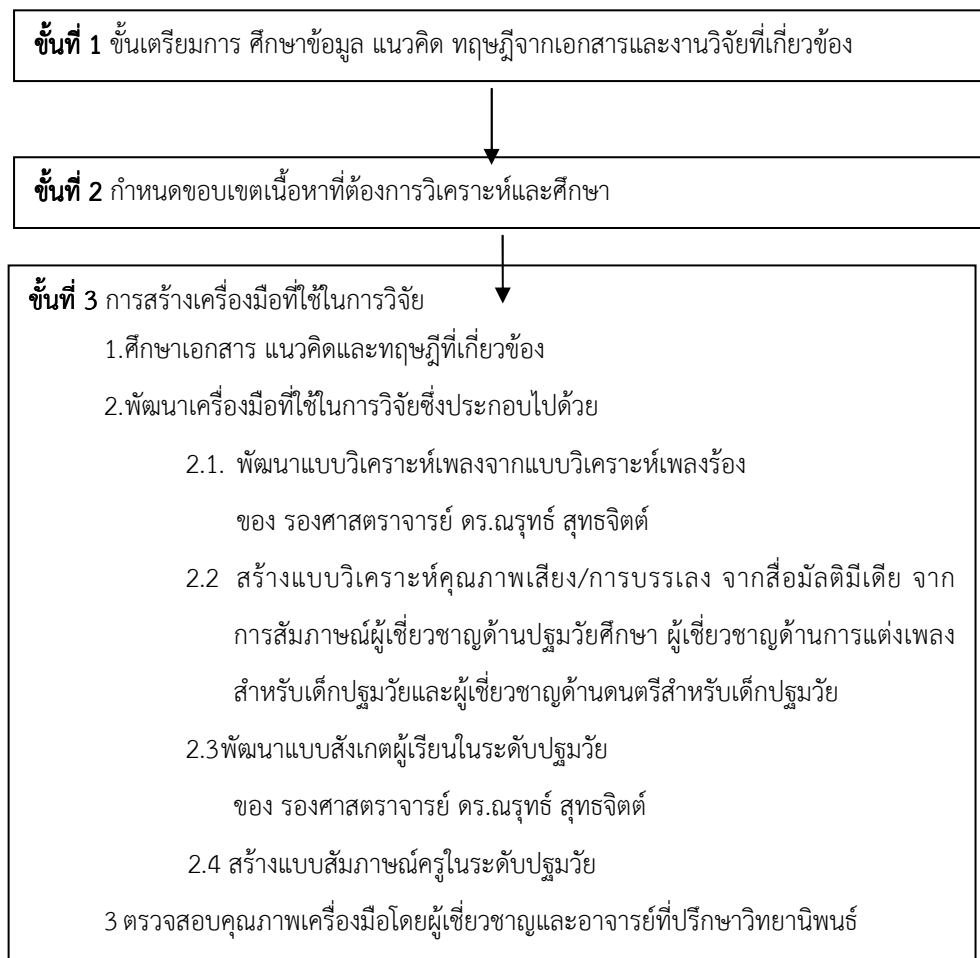 ขั้นที่ 1 ขั้นเตรียมการ ศึกษาข้อมูล แนวคิด ทฤษฎีจากเอกสารและงานวิจัยที่เกี่ยวข้อง
ขั้นที่ 2 กำหนดขอบเขตเนื้อหาที่ต้องการวิเคราะห์และศึกษา
ขั้นที่ 3 การสร้างเครื่องมือที่ใช้ในการวิจัย
1.ศึกษาเอกสาร แนวคิดและทฤษฎีที่เกี่ยวข้อง
2.พัฒนาเครื่องมือที่ใช้ในการวิจัยซึ่งประกอบไปด้วย
2.1. พัฒนาแบบวิเคราะห์เพลงจากแบบวิเคราะห์เพลงร้อง
ของ รองศาสตราจารย์ ดร.ณรุทธ์ สุทธจิตต์
2.2 สร้างแบบวิเคราะห์คุณภาพเสียง/การบรรเลง จากสื่อมัลติมีเดีย จาก
การสัมภาษณ์ผู้เชี่ยวชาญด้านปฐมวัยศึกษา ผู้เชี่ยวชาญด้านการแต่งเพลง
สำหรับเด็กปฐมวัยและผู้เชี่ยวชาญด้านดนตรีสำหรับเด็กปฐมวัย
2.3พัฒนาแบบสังเกตผู้เรียนในระดับปฐมวัย
ของ รองศาสตราจารย์ ดร.ณรุทธ์ สุทธจิตต์
2.4 สร้างแบบสัมภาษณ์ครูในระดับปฐมวัย
3 ตรวจสอบคุณภาพเครื่องมือโดยผู้เชี่ยวชาญและอาจารย์ที่ปรึกษาวิทยานิพนธ์